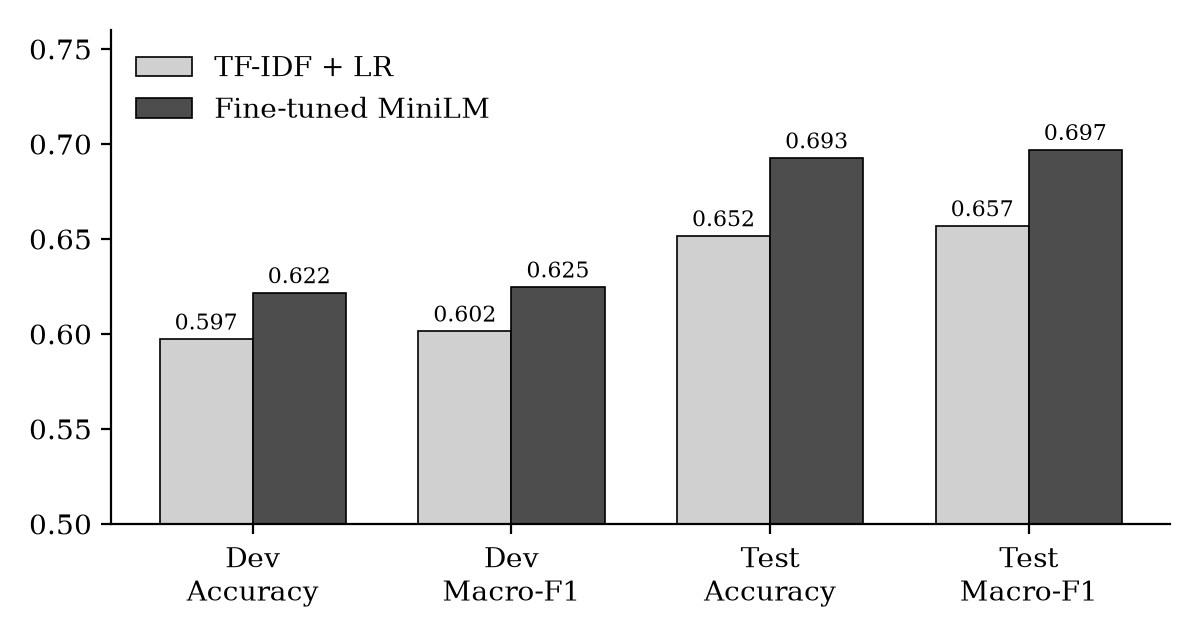 0.75
0.70
0.65
0.60
0.55
0.50
TF-IDF + LR
Fine-tuned MiniLM
0.597
0.622
0.602
0.625
0.652
0.693
0.657
0.697
Dev
Accuracy
Dev
Macro-F1
Test
Accuracy
Test
Macro-F1